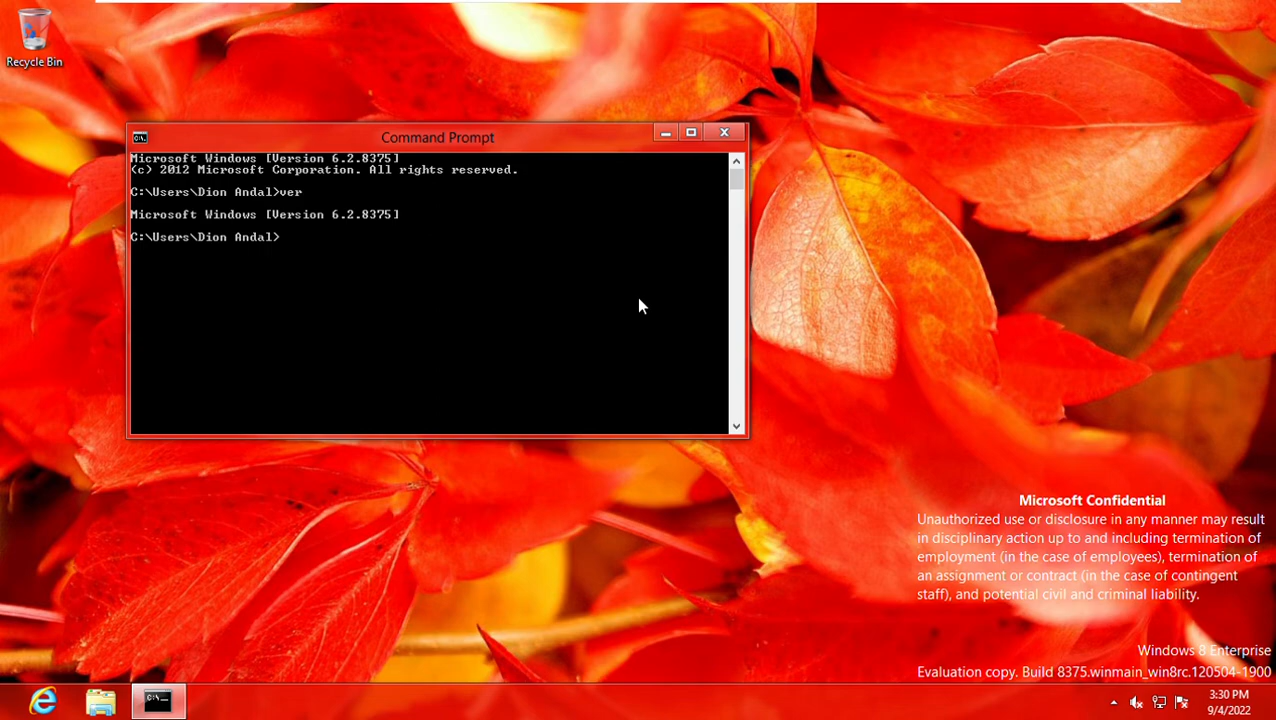 Recycle Bin
Command Prompt
Microsoft Windows [Version 6.2.8375]
(c) 2012 Microsoft Corporation. All rights reserved.
C:\Users\Dion Andal>ver
Microsoft Windows [Version 6.2.8375]
C:\Users\Dion Andal>
Microsoft Confidential
Unauthorized use or disclosure in any manner may result
in disciplinary action up to and including termination of
employment (in the case of employees), termination of
an assignment or contract (in the case of contingent
staff), and potential civil and criminal liability.
Windows 8 Enterprise
Evaluation copy. Build 8375.winmain_win8rc.120504-1900
3:30 PM
9/4/2022